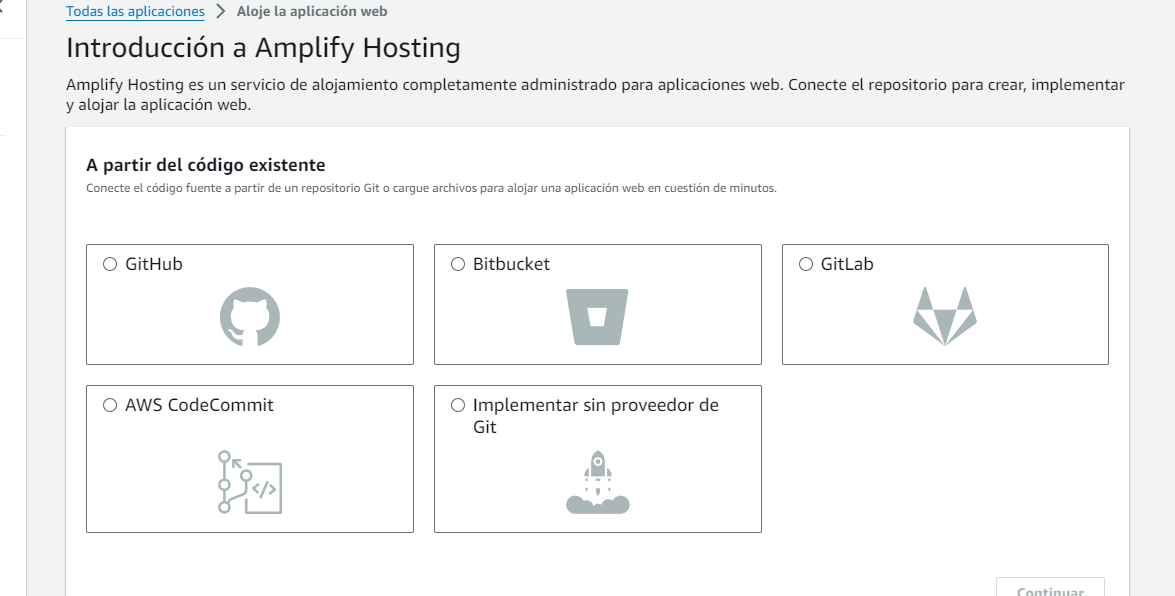 Todas las aplicaciones > Aloje la aplicación web
Introducción a Amplify Hosting
Amplify Hosting es un servicio de alojamiento completamente administrado para aplicaciones web. Conecte el repositorio para crear, implementar
y alojar la aplicación web.
A partir del código existente
Conecte el código fuente a partir de un repositorio Git o cargue archivos para alojar una aplicación web en cuestión de minutos.
GitHub
Bitbucket
GitLab
AWS CodeCommit
Implementar sin proveedor de
Git
</>
Continuar